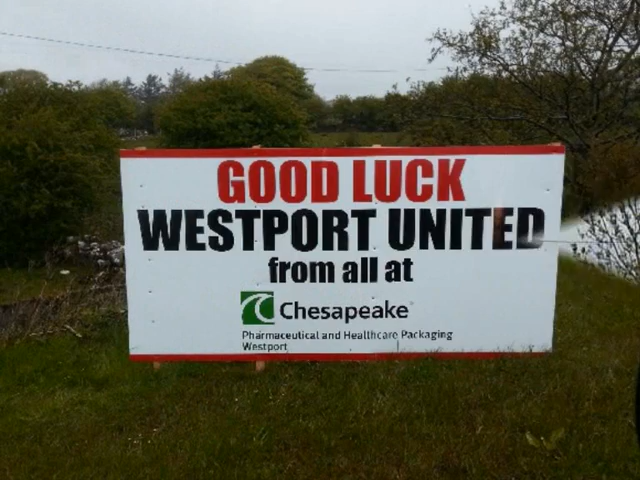 GOOD LUCK
WESTPORT UNITED
from all at
Chesapeake
Pharmaceutical and Healthcare Packaging
Westport